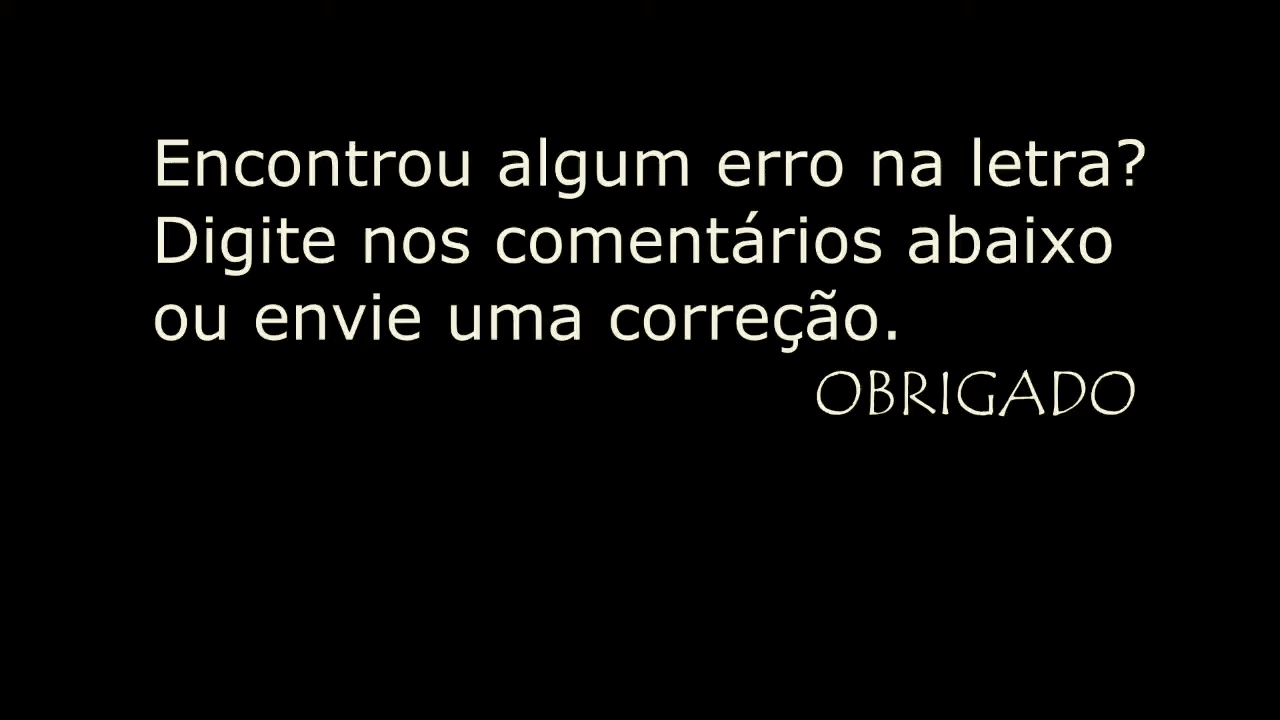 Encontrou algum erro na letra?
Digite nos comentários abaixo
ou envie uma correção.
OBRIGADO